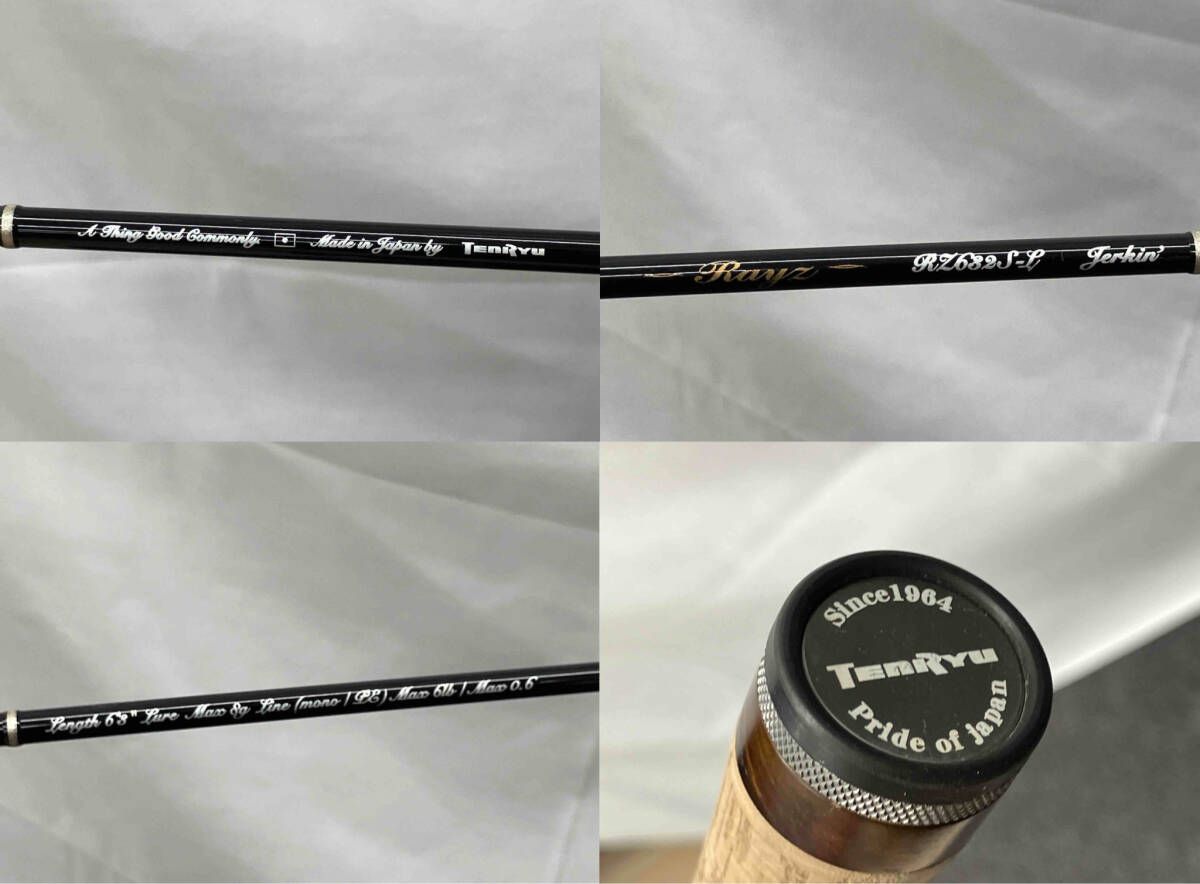 A Thing Good Commonly. Made in Japan by TENRYU
Rayz RZ632S-L Jerkin'
Length 6'3" Lure Max 8g Line (mono / PE) Max 6lb / Max 0.6
Since1964
TENRYU
Pride of japan